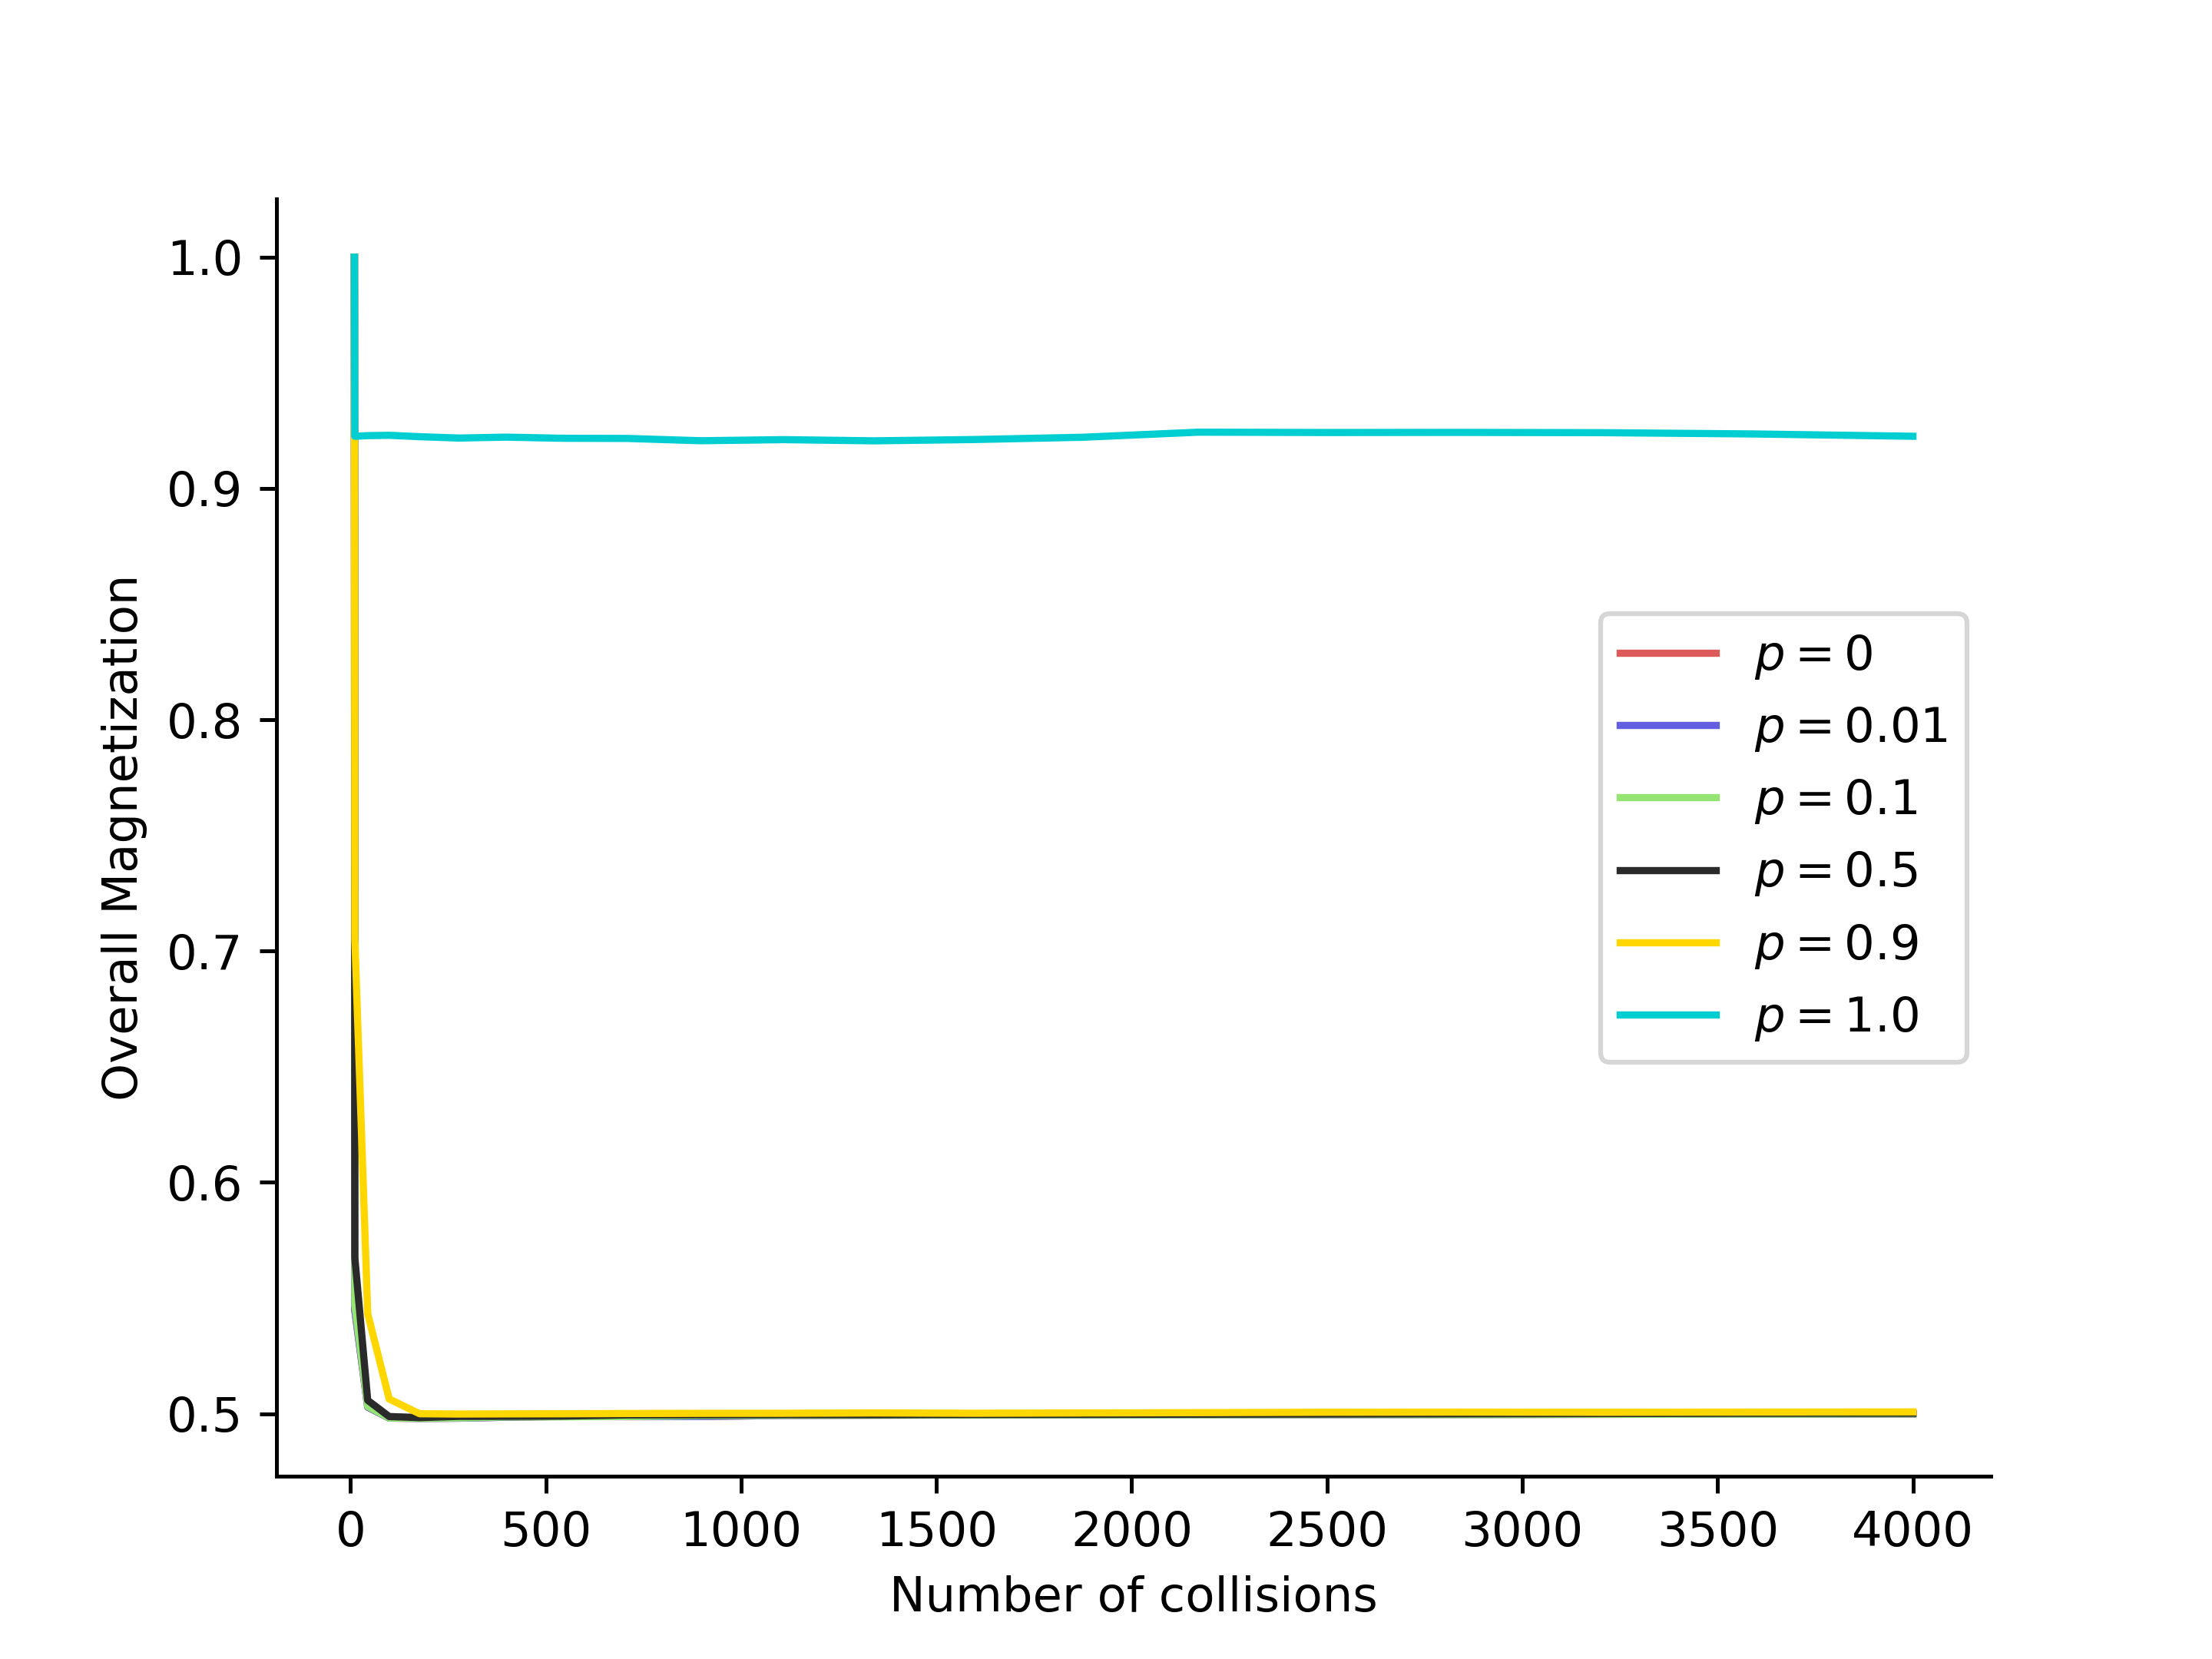 1.0
0.9
0.8
0.7
0.6
0.5
Overall Magnetization
p = 0
p = 0.01
p = 0.1
p = 0.5
p = 0.9
p = 1.0
0 500 1000 1500 2000 2500 3000 3500 4000
Number of collisions